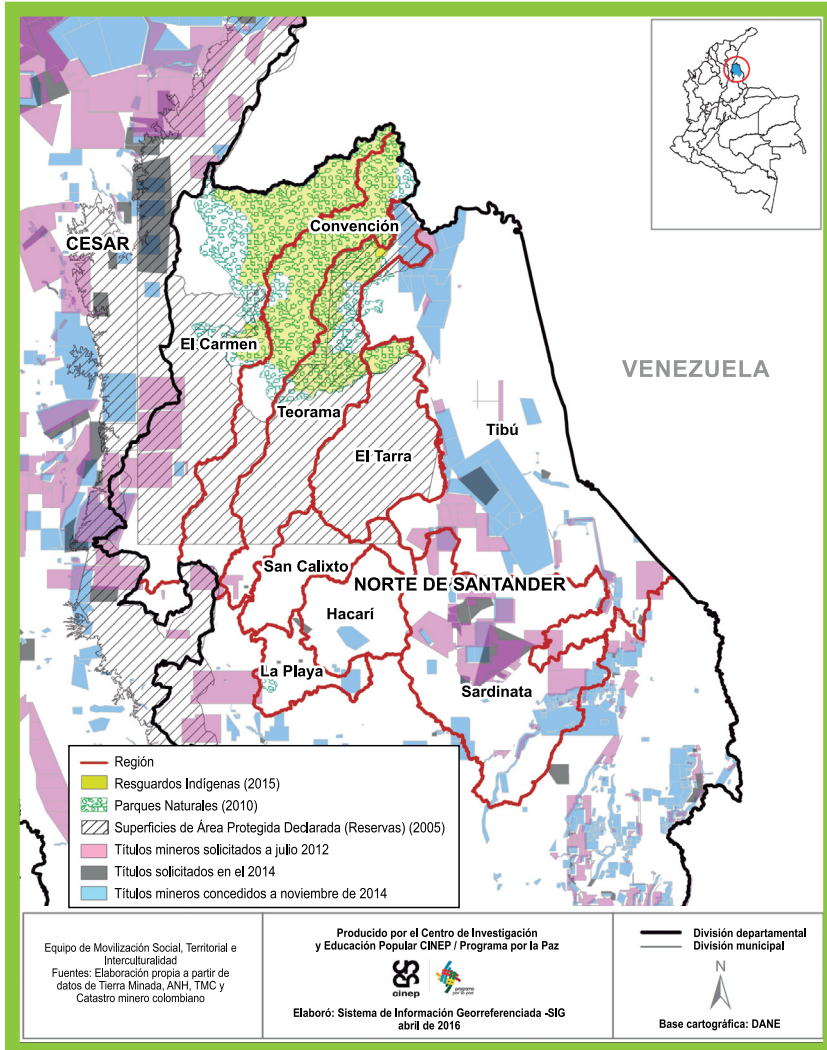 CESAR
Convención
El Carmen
VENEZUELA
Teorama
Tibú
El Tarra
San Calixto
NORTE DE SANTANDER
Hacarí
La Playa
Sardinata
Región
Resguardos Indígenas (2015)
Parques Naturales (2010)
Superficies de Área Protegida Declarada (Reservas) (2005)
Títulos mineros solicitados a julio 2012
Títulos solicitados en el 2014
Títulos mineros concedidos a noviembre de 2014
Equipo de Movilización Social, Territorial e
Interculturalidad
Fuentes: Elaboración propia a partir de
datos de Tierra Minada, ANH, TMC y
Catastro minero colombiano
Producido por el Centro de Investigación
y Educación Popular CINEP / Programa por la Paz
cinep
programa
por la paz
Elaboró: Sistema de Información Georreferenciada -SIG
abril de 2016
División departamental
División municipal
N
Base cartográfica: DANE